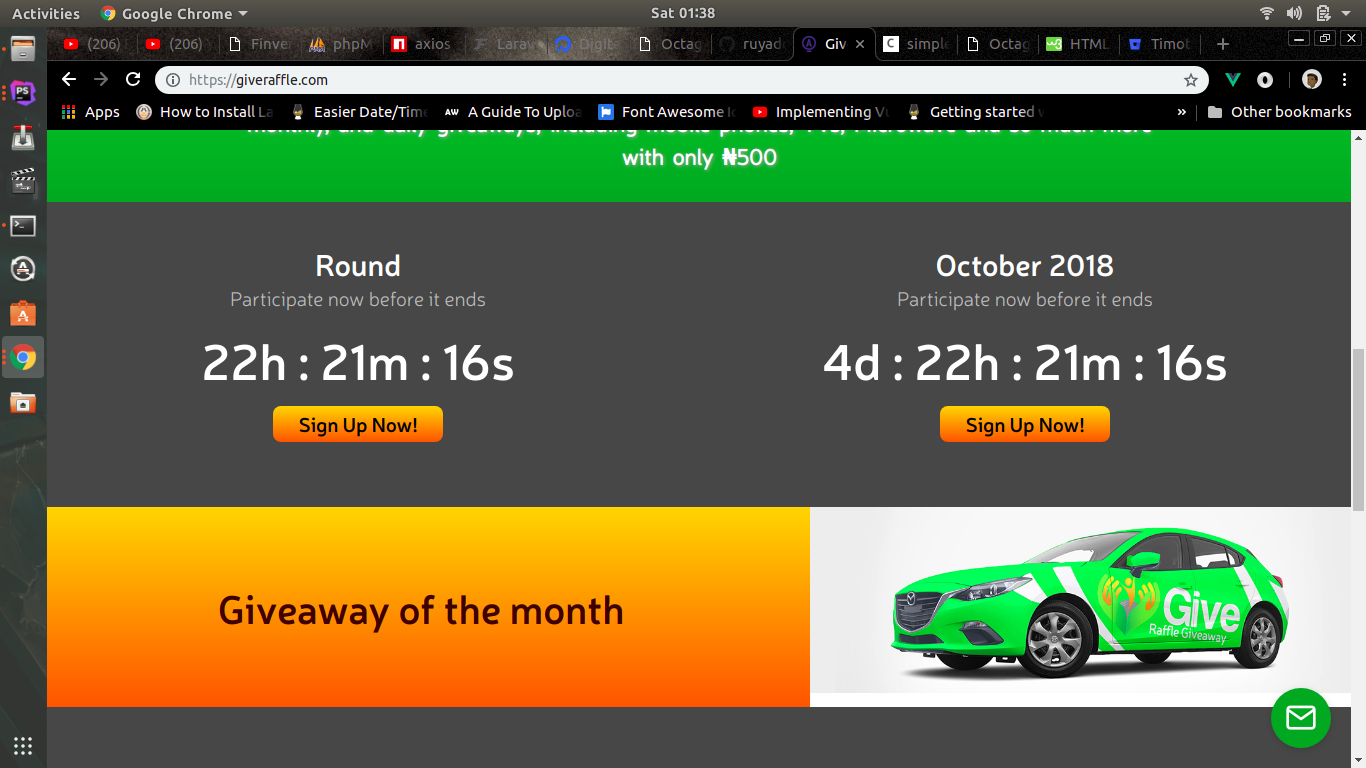 Activities
Google Chrome
Sat 01:38
(206)
(206)
Finve
phpM
axios
Larav
Digita
Octag
ruyad
Giv
simple
Octag
HTML
Timot
https://giveraffle.com
Apps
How to Install La
Easier Date/Time
A Guide To Uploa
Font Awesome Ic
Implementing Vu
Getting started w
»
Other bookmarks
with only ₦500
Round
Participate now before it ends
22h : 21m : 16s
Sign Up Now!
October 2018
Participate now before it ends
4d : 22h : 21m : 16s
Sign Up Now!
Giveaway of the month
Give
Raffle Giveaway